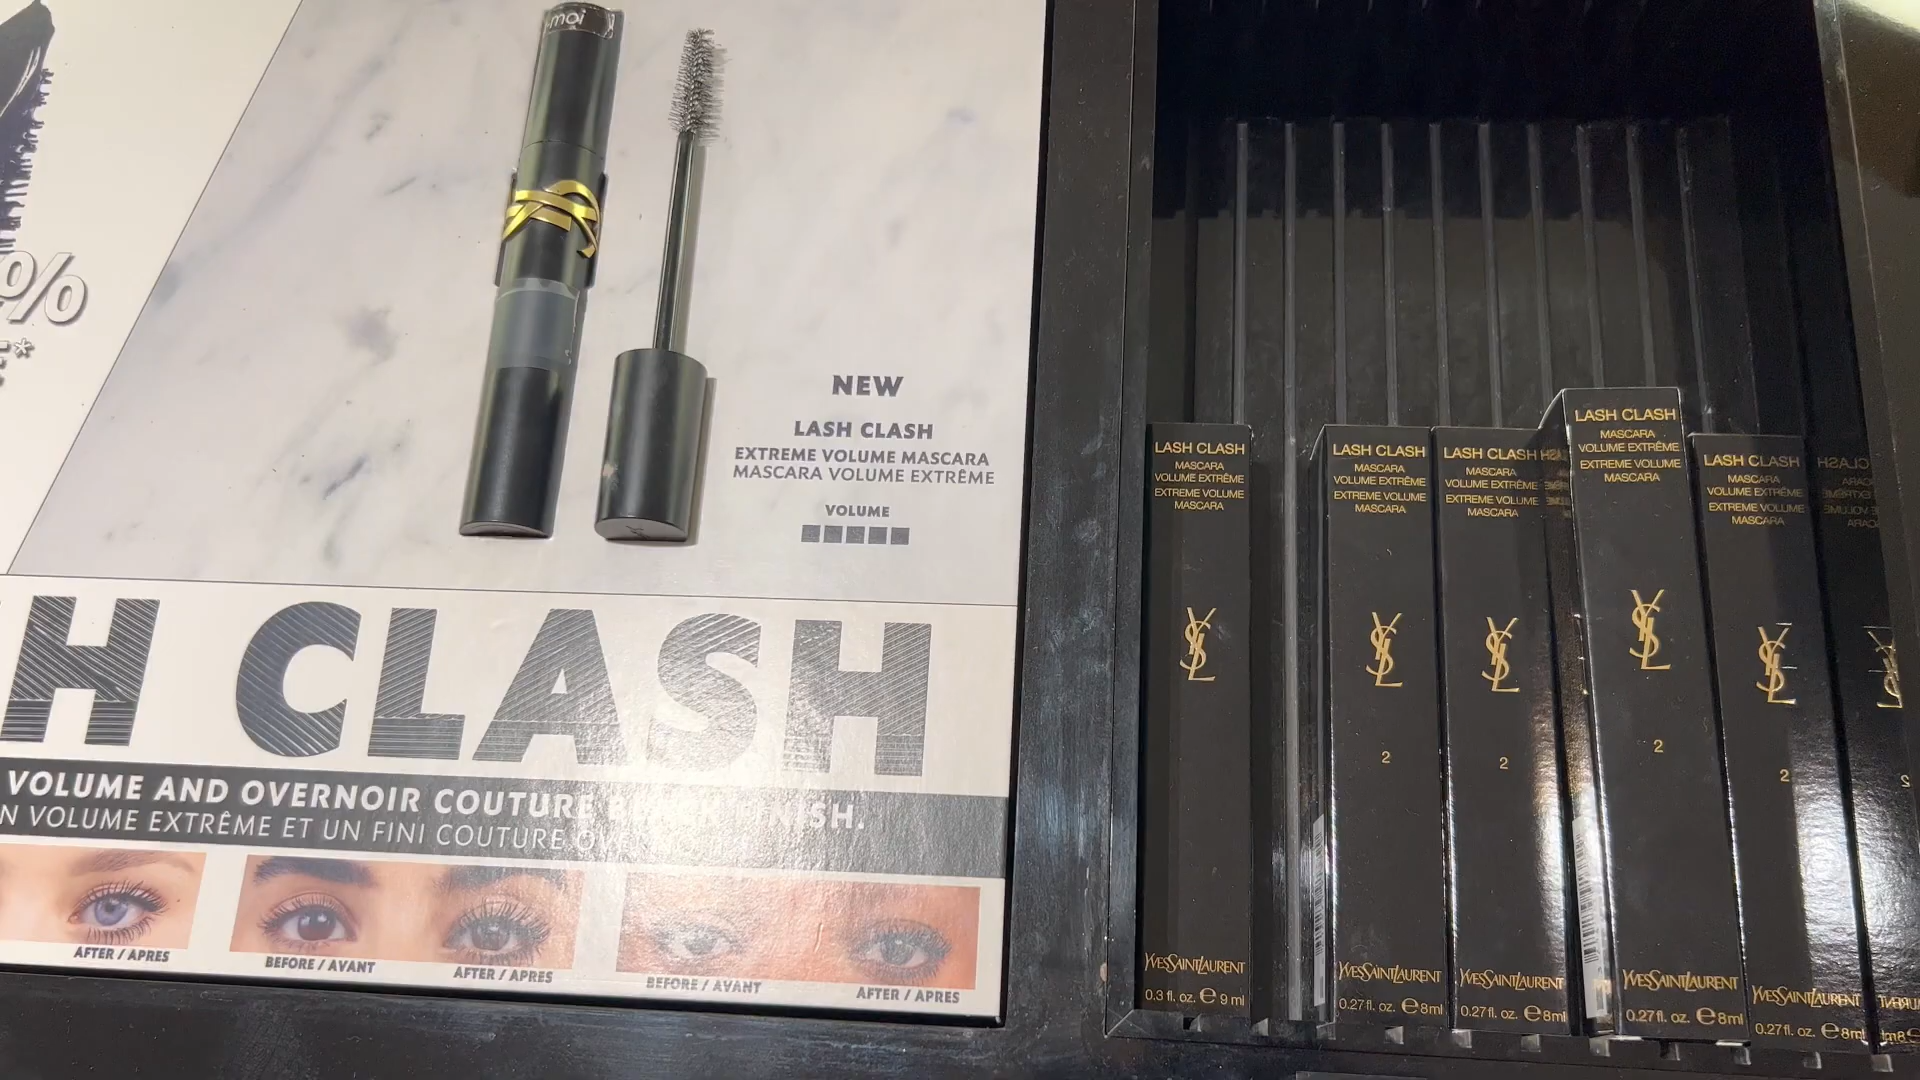 moi
%
NEW
LASH CLASH
EXTREME VOLUME MASCARA
MASCARA VOLUME EXTRÊME
VOLUME
H CLASH
VOLUME AND OVERNOIR COUTURE FINISH.
N VOLUME EXTRÊME ET UN FINI COUTURE
AFTER / APRES
BEFORE / AVANT
AFTER / APRES
BEFORE / AVANT
AFTER / APRES
LASH CLASH
MASCARA
VOLUME EXTRÊME
EXTREME VOLUME
MASCARA
YSL
YVESSAINTLAURENT
0.3 fl. oz. e 9 ml
LASH CLASH
MASCARA
VOLUME EXTRÊME
EXTREME VOLUME
MASCARA
YSL
2
YVESSAINTLAURENT
0.27 fl. oz. e 8ml
LASH CLASH
MASCARA
VOLUME EXTRÊME
EXTREME VOLUME
MASCARA
YSL
2
YVESSAINTLAURENT
0.27 fl. oz. e 8ml
LASH CLASH
MASCARA
VOLUME EXTRÊME
EXTREME VOLUME
MASCARA
YSL
2
YVESSAINTLAURENT
0.27 fl. oz. e 8ml
LASH CLASH
MASCARA
VOLUME EXTRÊME
EXTREME VOLUME
MASCARA
YSL
2
YVESSAINTLAURENT
0.27 fl. oz. e 8ml